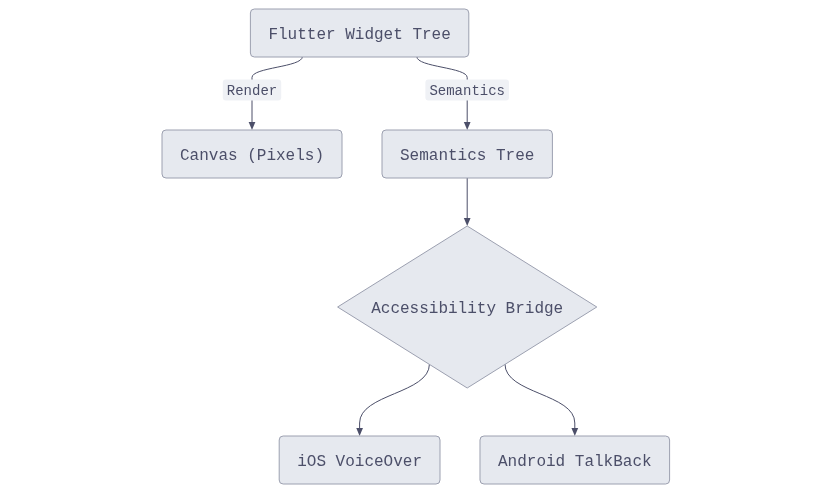 Flutter Widget Tree
Render
Semantics
Canvas (Pixels)
Semantics Tree
Accessibility Bridge
iOS VoiceOver
Android TalkBack